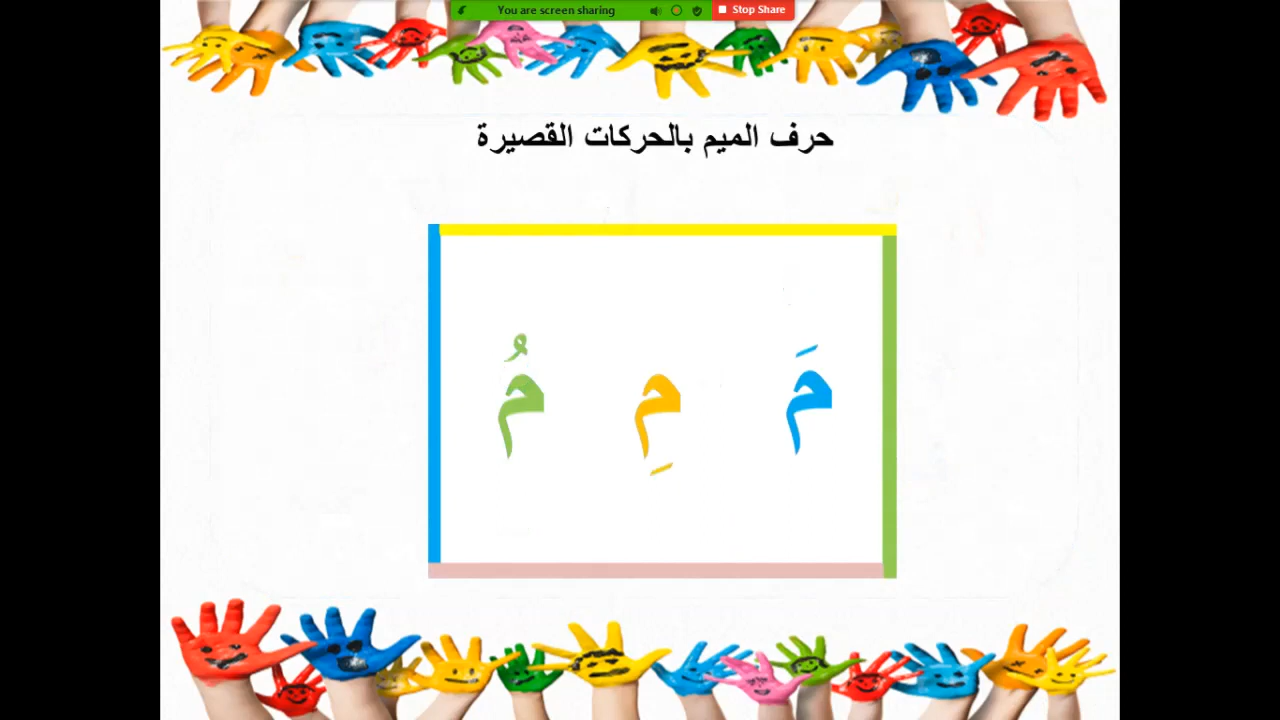 You are screen sharing Stop Share
حرف الميم بالحركات القصيرة
مَ مِ مُ